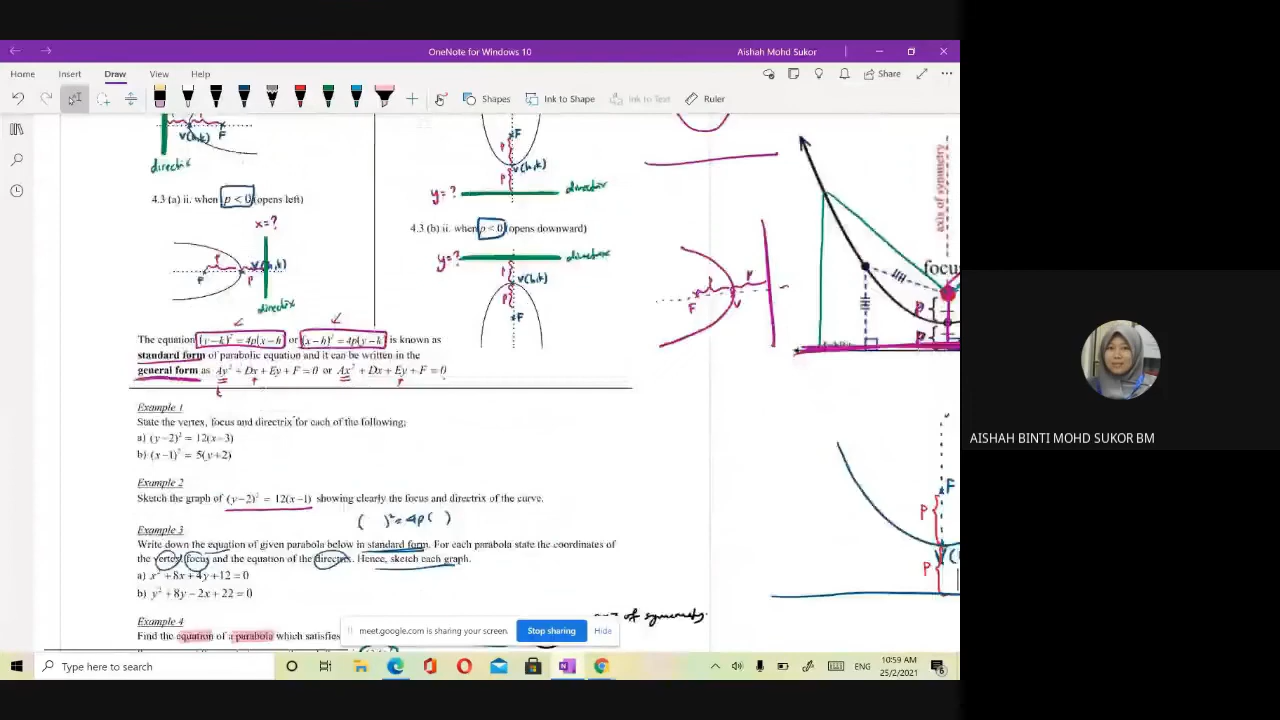 OneNote for Windows 10
Aishah Mohd Sukor
Home Insert Draw View Help
Share
Shapes Ink to Shape Ink to Text Ruler
V(h,k) F
directrix
F
V(h,k)
P
P
y=? directrix
4.3 (a) ii. when p < 0 (opens left)
x=?
V(h,k)
F P
directrix
4.3 (b) ii. when p < 0 (opens downward)
y=? directrix
P
V(h,k)
P
F
The equation (y−k)² = 4p(x−h) or (x−h)² = 4p(y−k) is known as
standard form of parabolic equation and it can be written in the
general form as Ay² + Dx + Ey + F = 0 or Ax² + Dx + Ey + F = 0
Example 1
State the vertex, focus and directrix for each of the following;
a) (y−2)² = 12(x−3)
b) (x−1)² = 5(y+2)
Example 2
Sketch the graph of (y−2)² = 12(x−1) showing clearly the focus and directrix of the curve.
( )² = 4p( )
Example 3
Write down the equation of given parabola below in standard form. For each parabola state the coordinates of
the vertex, focus and the equation of the directrix. Hence, sketch each graph.
a) x² + 8x + 4y + 12 = 0
b) y² + 8y − 2x + 22 = 0
Example 4
Find the equation of a parabola which satisfies
of symmetry
F V
axis of symmetry
focus
P
P
F
P
V(
P
meet.google.com is sharing your screen. Stop sharing Hide
AISHAH BINTI MOHD SUKOR BM
Type here to search
ENG
10:59 AM
25/2/2021
6